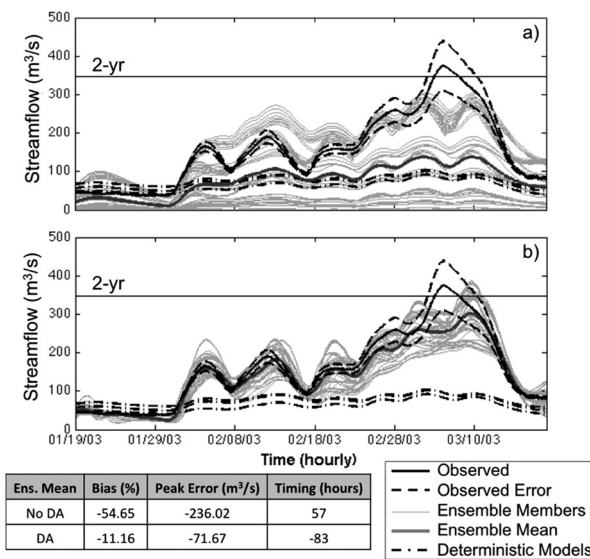 a)
500
400
2-yr
300
200
100
0
Streamflow (m³/s)
b)
500
400
2-yr
300
200
100
0
Streamflow (m³/s)
01/19/03 01/29/03 02/08/03 02/18/03 02/28/03 03/10/03
Time (hourly)
Ens. Mean Bias (%) Peak Error (m³/s) Timing (hours)
No DA -54.65 -236.02 57
DA -11.16 -71.67 -83
Observed
Observed Error
Ensemble Members
Ensemble Mean
Deterministic Models